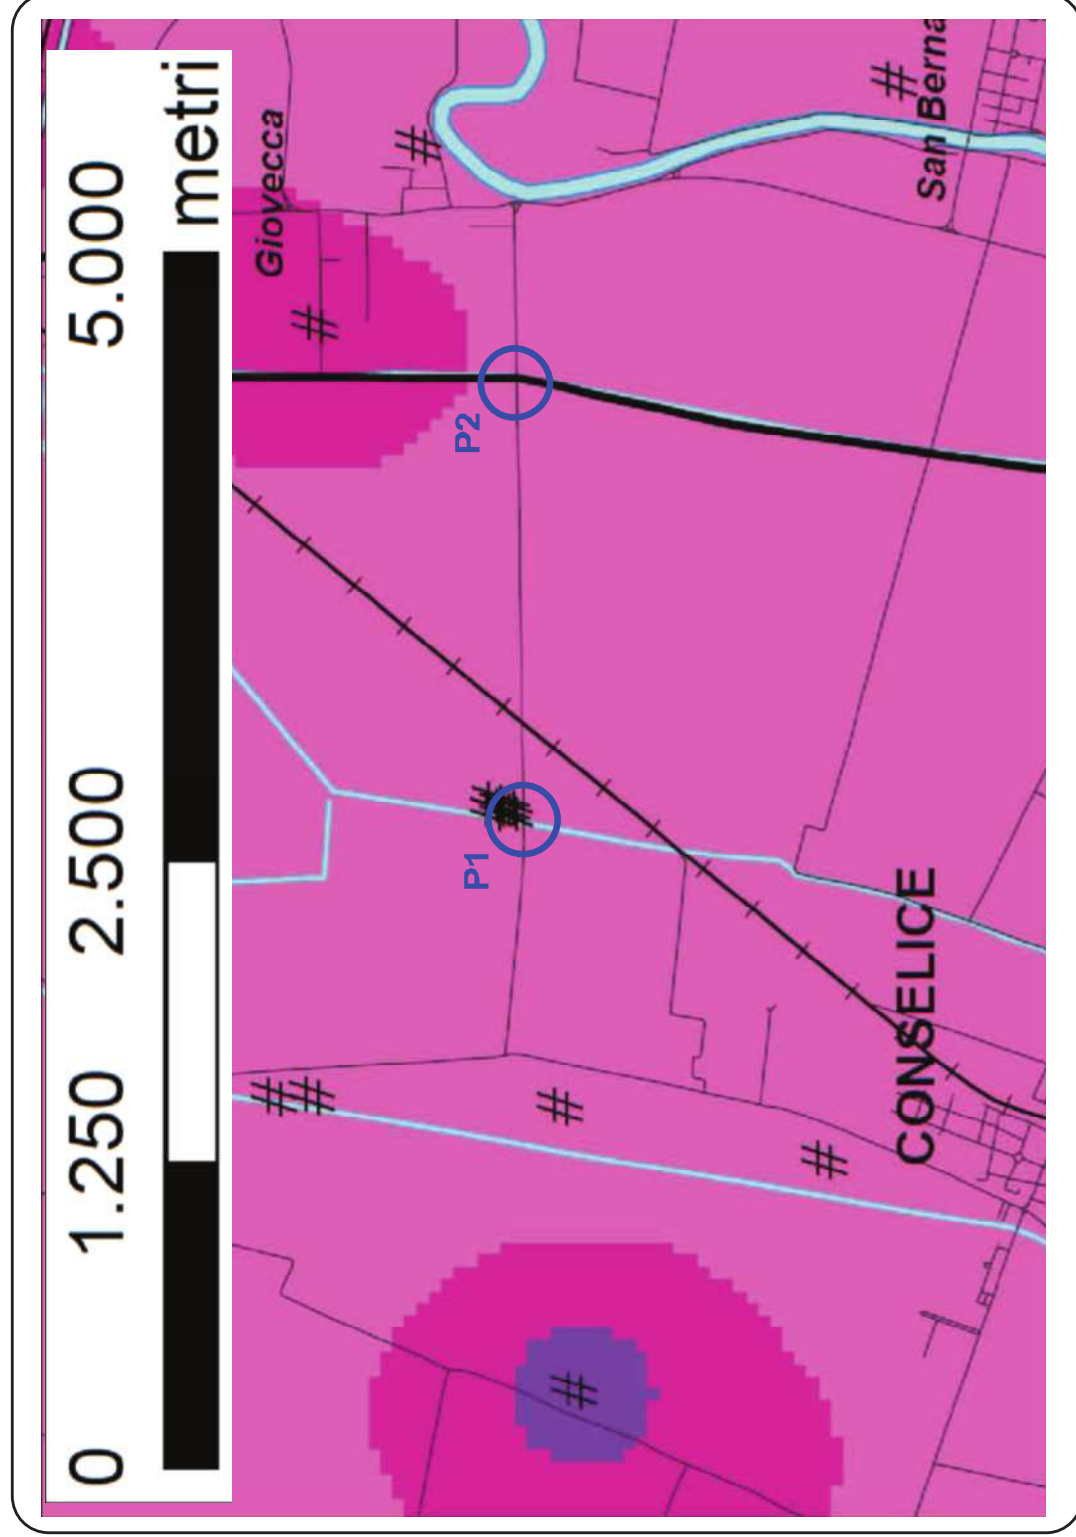 0 1.250 2.500 5.000
metri
Giovecca
P2
P1
San Berna
CONSELICE